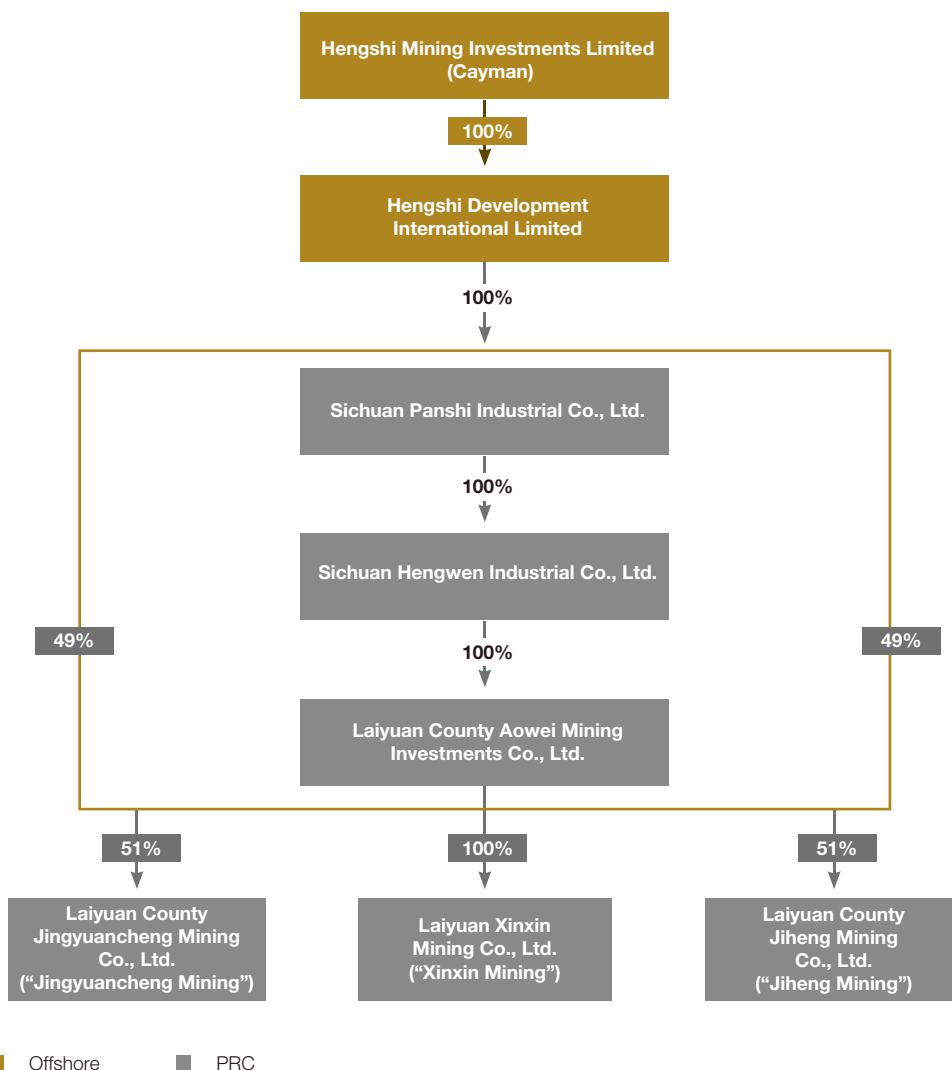 Hengshi Mining Investments Limited
(Cayman)
100%
Hengshi Development
International Limited
100%
Sichuan Panshi Industrial Co., Ltd.
100%
Sichuan Hengwen Industrial Co., Ltd.
49%
49%
100%
Laiyuan County Aowei Mining
Investments Co., Ltd.
51%
100%
51%
Laiyuan County
Jingyuancheng Mining
Co., Ltd.
(“Jingyuancheng Mining”)
Laiyuan Xinxin
Mining Co., Ltd.
(“Xinxin Mining”)
Laiyuan County
Jiheng Mining
Co., Ltd.
(“Jiheng Mining”)
Offshore
PRC